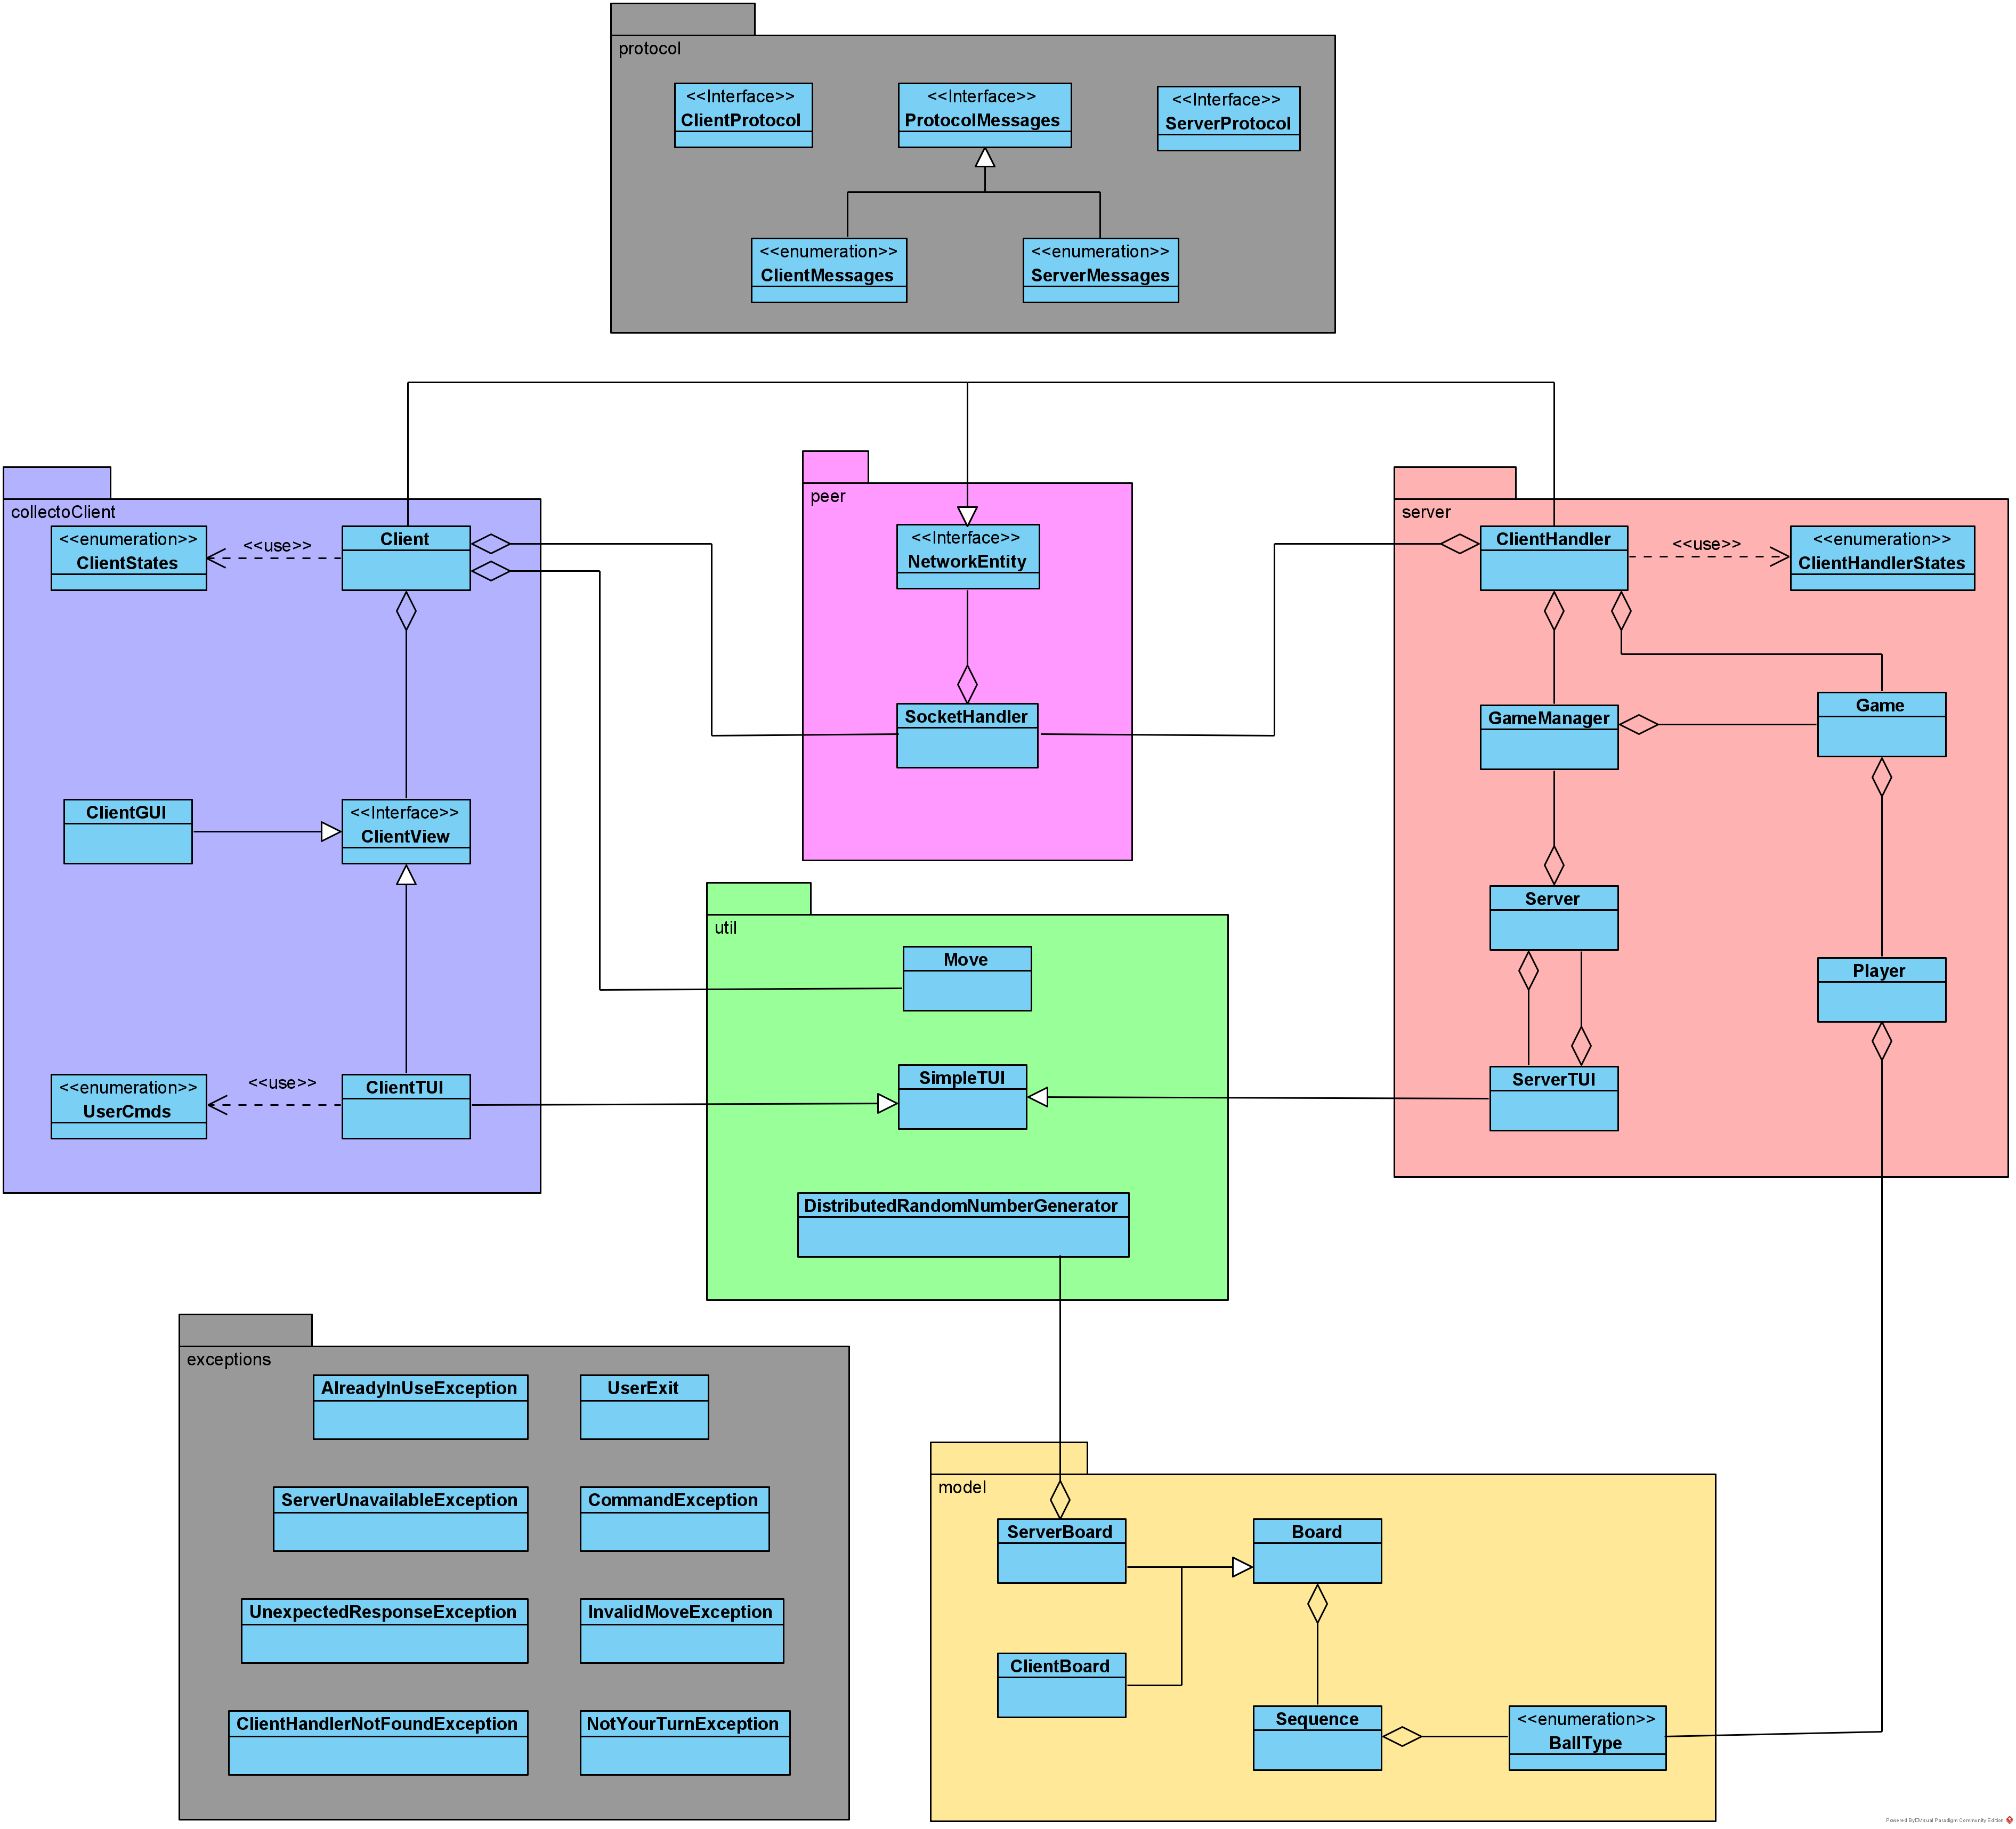 protocol
<<Interface>>
ClientProtocol
<<Interface>>
ProtocolMessages
<<Interface>>
ServerProtocol
<<enumeration>>
ClientMessages
<<enumeration>>
ServerMessages
collectoClient
<<enumeration>>
ClientStates
<<use>>
Client
ClientGUI
<<Interface>>
ClientView
<<enumeration>>
UserCmds
<<use>>
ClientTUI
peer
<<Interface>>
NetworkEntity
SocketHandler
server
ClientHandler
<<use>>
<<enumeration>>
ClientHandlerStates
GameManager
Game
Server
Player
ServerTUI
util
Move
SimpleTUI
DistributedRandomNumberGenerator
exceptions
AlreadyInUseException
UserExit
ServerUnavailableException
CommandException
UnexpectedResponseException
InvalidMoveException
ClientHandlerNotFoundException
NotYourTurnException
model
ServerBoard
Board
ClientBoard
Sequence
<<enumeration>>
BallType
Powered By Visual Paradigm Community Edition